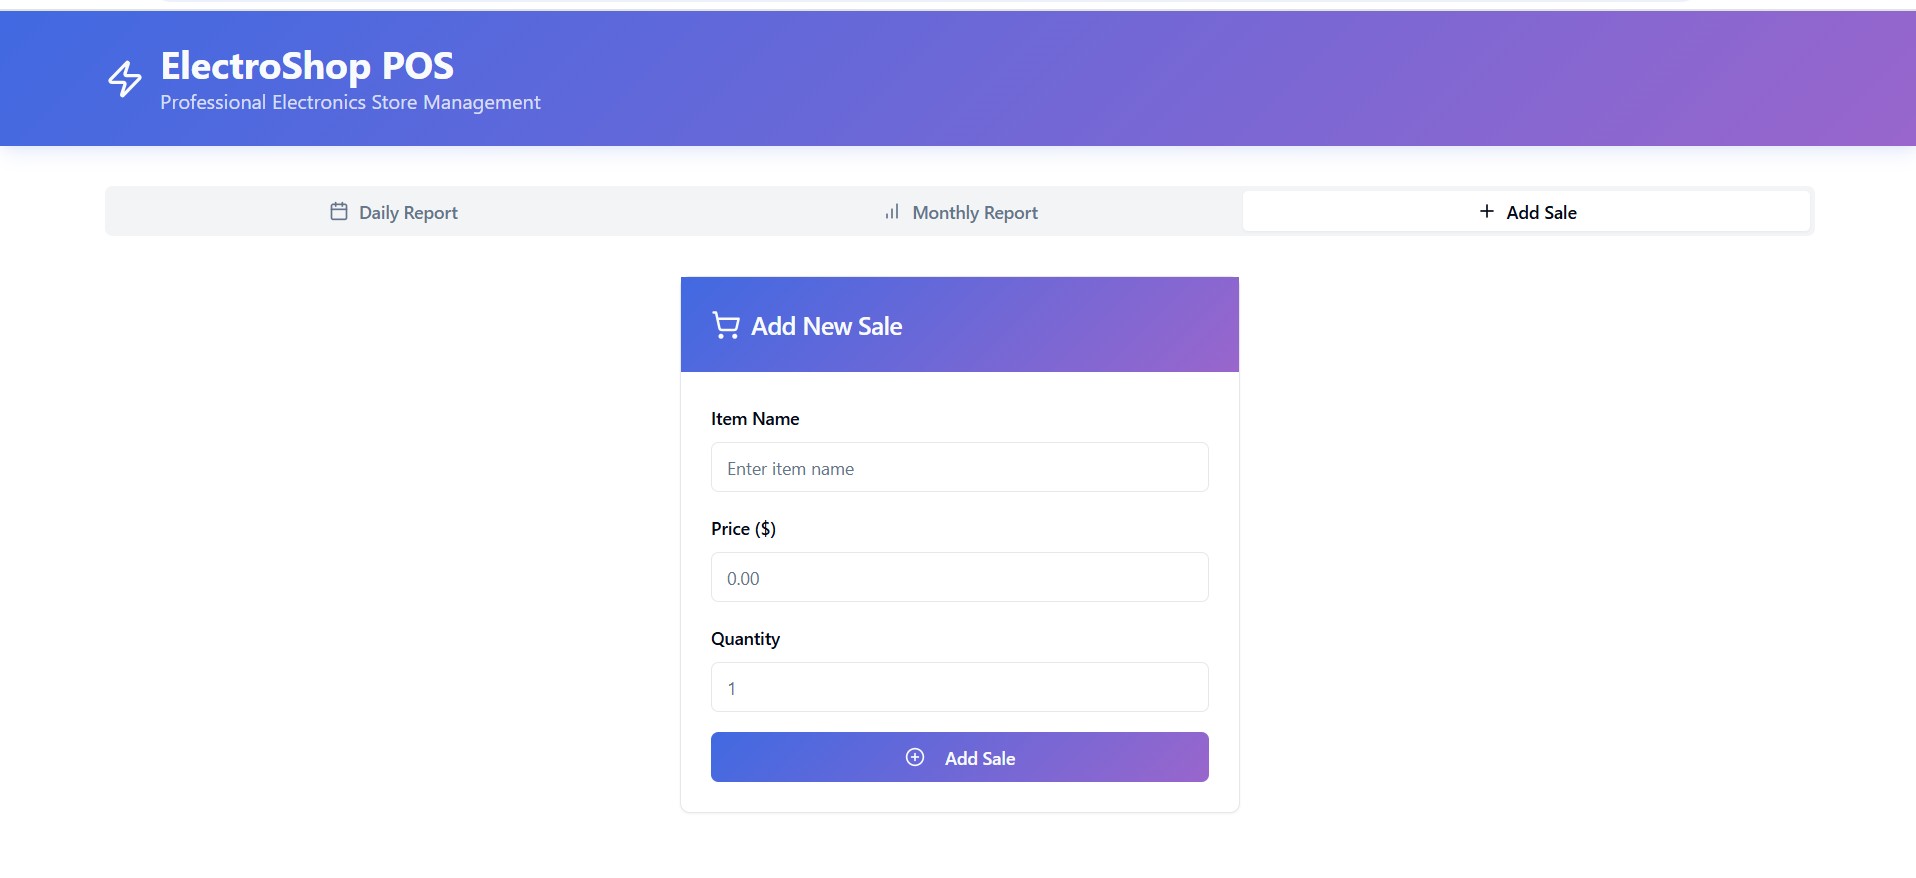 ElectroShop POS
Professional Electronics Store Management
Daily Report
Monthly Report
Add Sale
Add New Sale
Item Name
Enter item name
Price ($)
0.00
Quantity
1
Add Sale